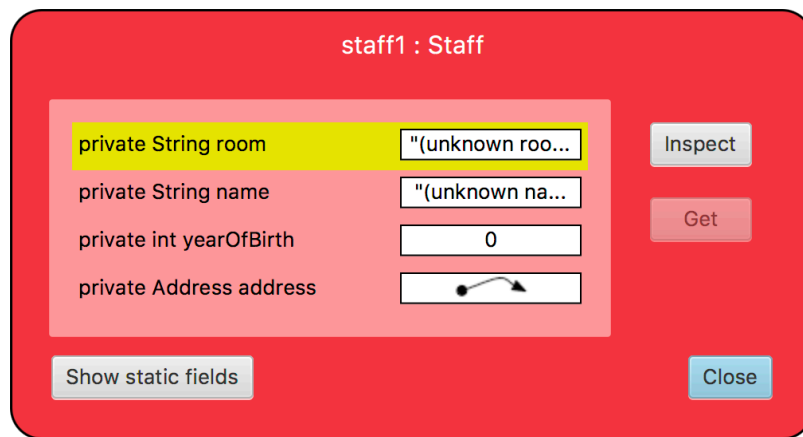 staff1 : Staff
private String room "(unknown roo...
private String name "(unknown na...
private int yearOfBirth 0
private Address address
Inspect
Get
Show static fields
Close